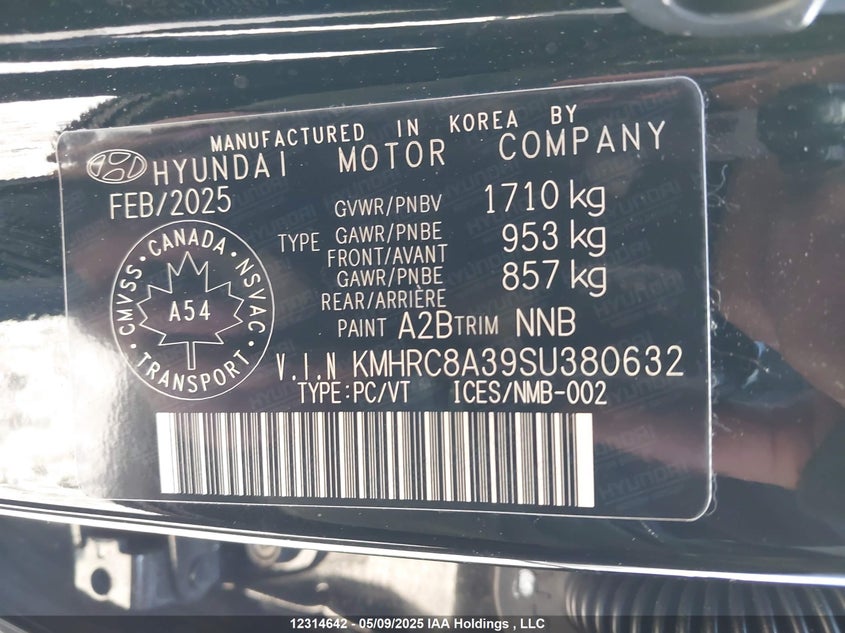 MANUFACTURED IN KOREA BY
HYUNDAI MOTOR COMPANY
FEB/2025
GVWR/PNBV 1710 kg
TYPE GAWR/PNBE 953 kg
FRONT/AVANT
GAWR/PNBE 857 kg
REAR/ARRIÈRE
PAINT A2B TRIM NNB
V.I.N KMHRC8A39SU380632
TYPE:PC/VT ICES/NMB-002
CMVSS · CANADA · NSVAC
A54
TRANSPORT
12314642 - 05/09/2025 IAA Holdings , LLC